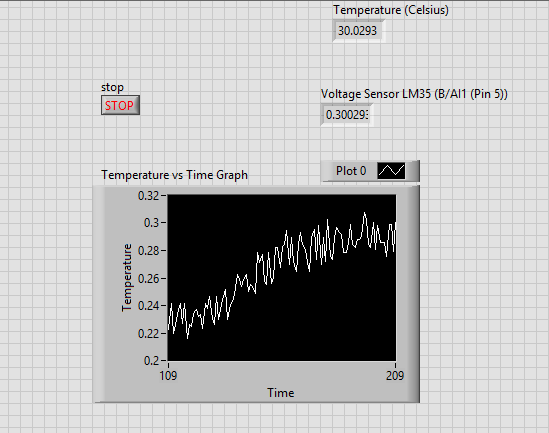 Temperature (Celsius)
30.0293
stop
STOP
Voltage Sensor LM35 (B/AI1 (Pin 5))
0.300293
Plot 0
Temperature vs Time Graph
0.32
0.3
0.28
0.26
0.24
0.22
0.2
Temperature
109
209
Time